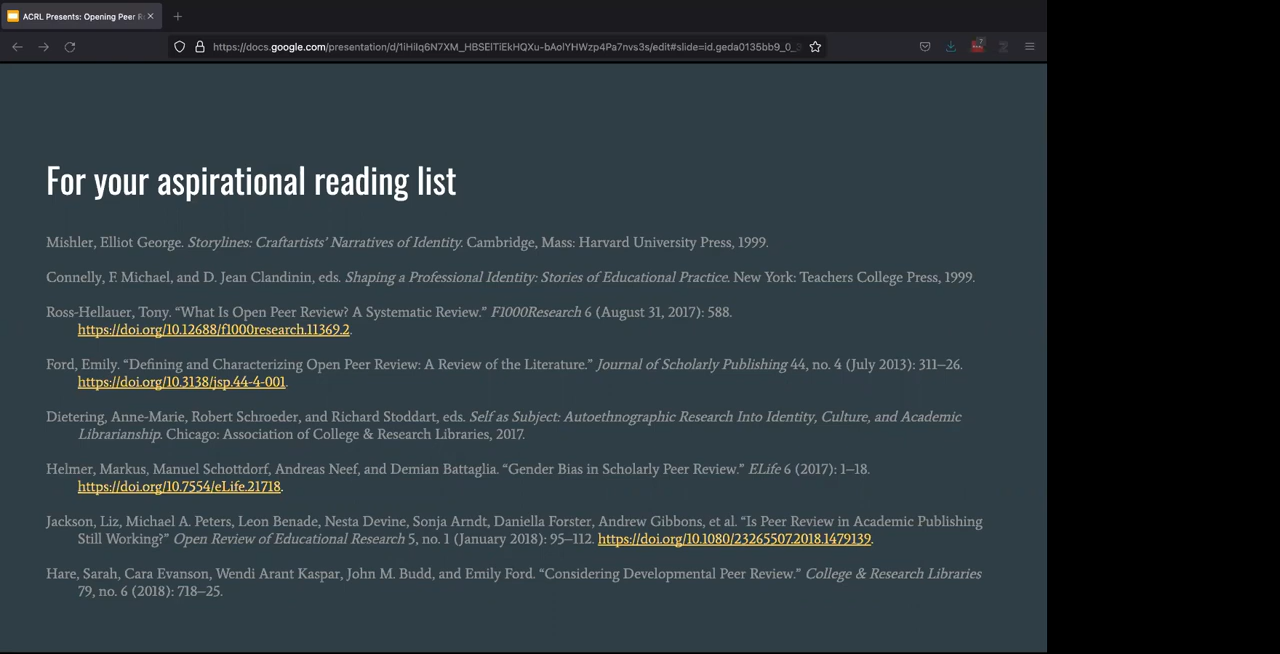 ACRL Presents: Opening Peer R
https://docs.google.com/presentation/d/1iHiIq6N7XM_HBSElTiEkHQXu-bAolYHWzp4Pa7nvs3s/edit#slide=id.geda0135bb9_0_
7
For your aspirational reading list
Mishler, Elliot George. Storylines: Craftartists’ Narratives of Identity. Cambridge, Mass: Harvard University Press, 1999.
Connelly, F. Michael, and D. Jean Clandinin, eds. Shaping a Professional Identity: Stories of Educational Practice. New York: Teachers College Press, 1999.
Ross-Hellauer, Tony. “What Is Open Peer Review? A Systematic Review.” F1000Research 6 (August 31, 2017): 588.
https://doi.org/10.12688/f1000research.11369.2.
Ford, Emily. “Defining and Characterizing Open Peer Review: A Review of the Literature.” Journal of Scholarly Publishing 44, no. 4 (July 2013): 311–26.
https://doi.org/10.3138/jsp.44-4-001.
Dietering, Anne-Marie, Robert Schroeder, and Richard Stoddart, eds. Self as Subject: Autoethnographic Research Into Identity, Culture, and Academic
Librarianship. Chicago: Association of College & Research Libraries, 2017.
Helmer, Markus, Manuel Schottdorf, Andreas Neef, and Demian Battaglia. “Gender Bias in Scholarly Peer Review.” ELife 6 (2017): 1–18.
https://doi.org/10.7554/eLife.21718.
Jackson, Liz, Michael A. Peters, Leon Benade, Nesta Devine, Sonja Arndt, Daniella Forster, Andrew Gibbons, et al. “Is Peer Review in Academic Publishing
Still Working?” Open Review of Educational Research 5, no. 1 (January 2018): 95–112. https://doi.org/10.1080/23265507.2018.1479139.
Hare, Sarah, Cara Evanson, Wendi Arant Kaspar, John M. Budd, and Emily Ford. “Considering Developmental Peer Review.” College & Research Libraries
79, no. 6 (2018): 718–25.